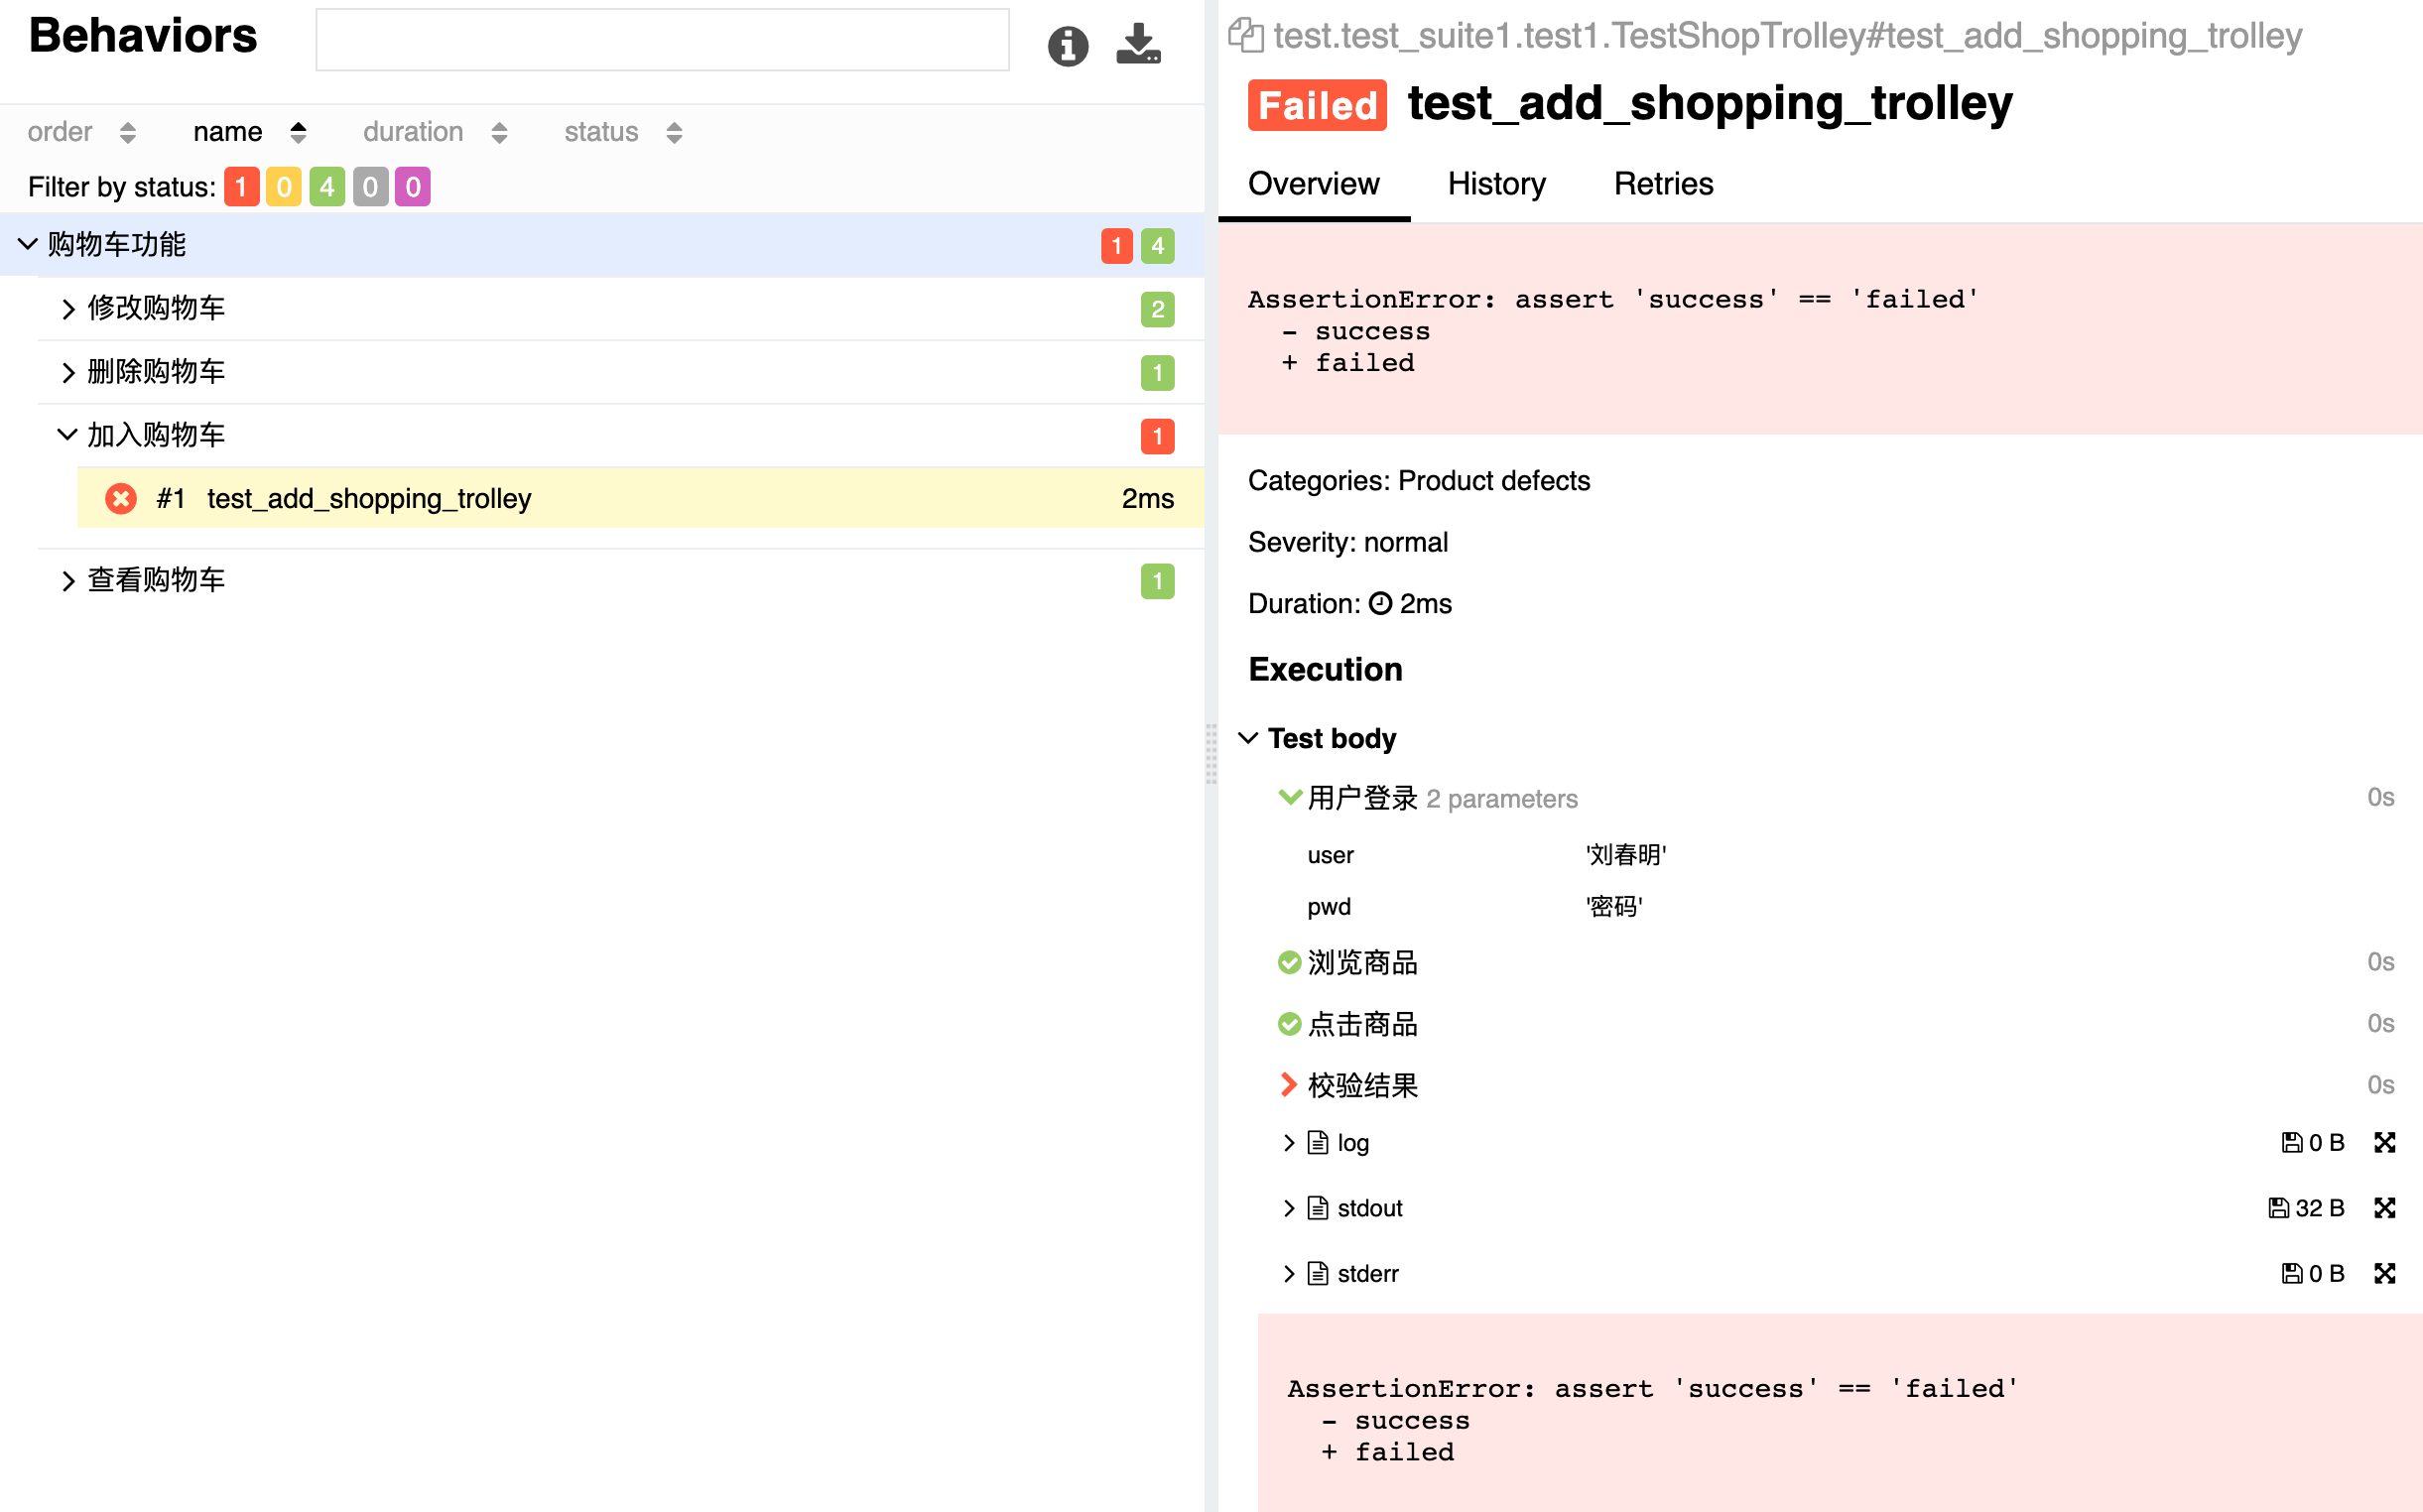 Behaviors
order name duration status
Filter by status: 1 0 4 0 0
购物车功能 1 4
修改购物车 2
删除购物车 1
加入购物车 1
#1 test_add_shopping_trolley 2ms
查看购物车 1
test.test_suite1.test1.TestShopTrolley#test_add_shopping_trolley
Failed test_add_shopping_trolley
Overview History Retries
AssertionError: assert 'success' == 'failed'
- success
+ failed
Categories: Product defects
Severity: normal
Duration: 2ms
Execution
Test body
用户登录 2 parameters 0s
user '刘春明'
pwd '密码'
浏览商品 0s
点击商品 0s
校验结果 0s
log 0 B
stdout 32 B
stderr 0 B
AssertionError: assert 'success' == 'failed'
- success
+ failed